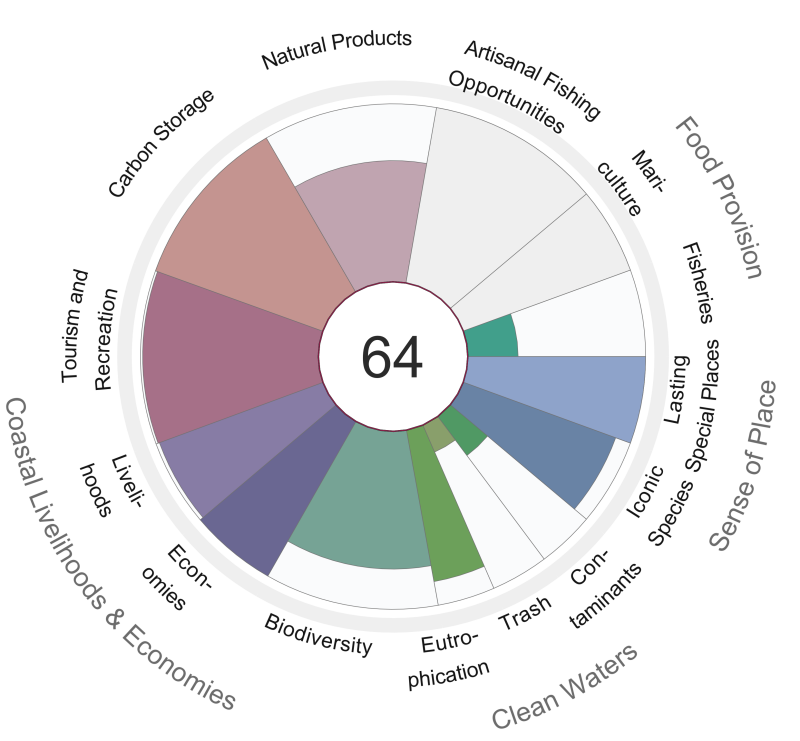 Natural Products
Artisanal Fishing
Opportunities
Mari-
culture
Food Provision
Fisheries
Lasting
Special Places
Sense of Place
Iconic
Species
Con-
taminants
Trash
Clean Waters
Eutro-
phication
Biodiversity
Econ-
omies
Liveli-
hoods
Coastal Livelihoods & Economies
Tourism and
Recreation
Carbon Storage
64